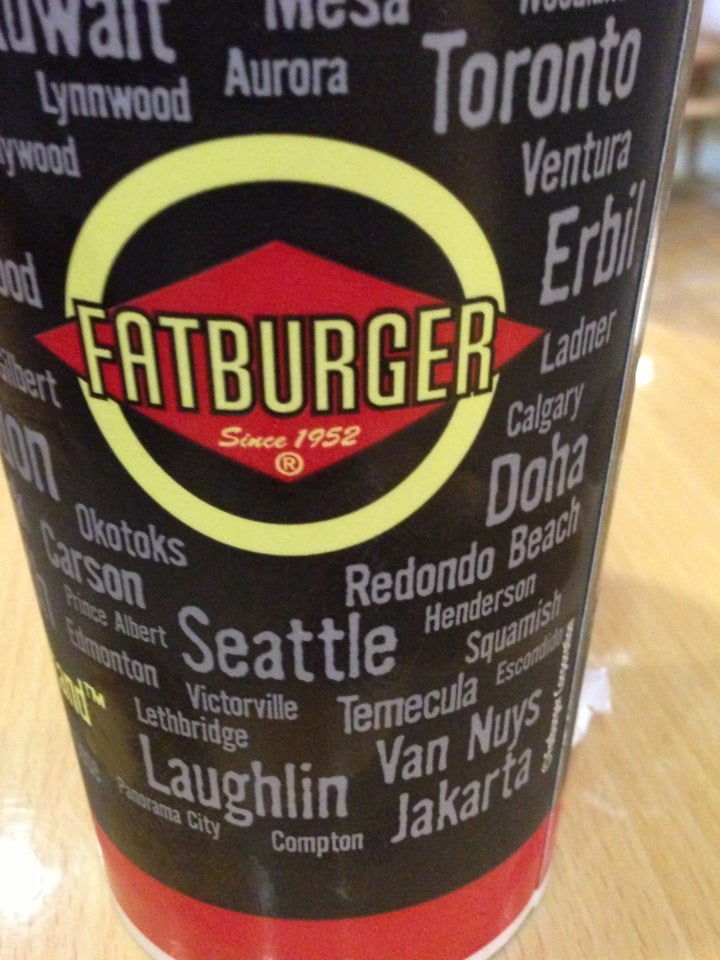 Kuwait
Mesa
Lynnwood
Aurora
Toronto
Ventura
Erbil
FATBURGER
Since 1952
®
Ladner
Calgary
Doha
Okotoks
Carson
Redondo Beach
Prince Albert
Henderson
Edmonton
Seattle
Squamish
Escondido
Victorville
Temecula
Lethbridge
Van Nuys
Laughlin
Jakarta
Panorama City
Compton